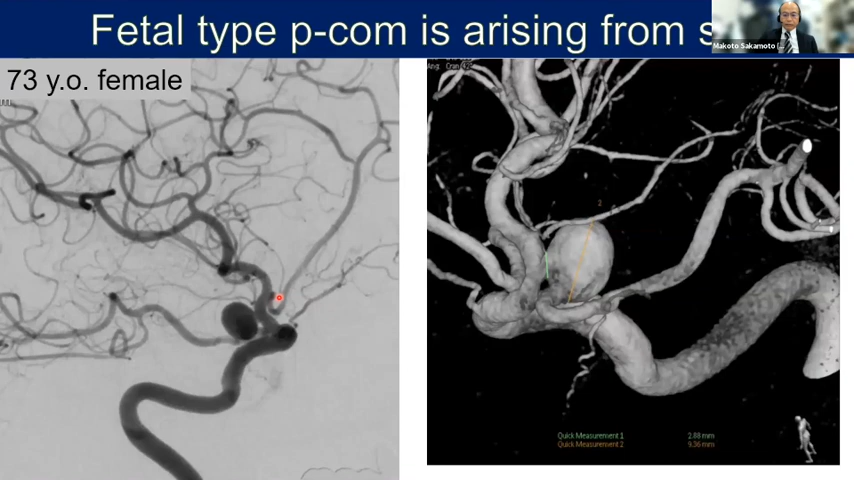 Fetal type p-com is arising from s
Makoto Sakamoto
73 y.o. female
Quick Measurement 1 2.88 mm
Quick Measurement 2 9.36 mm